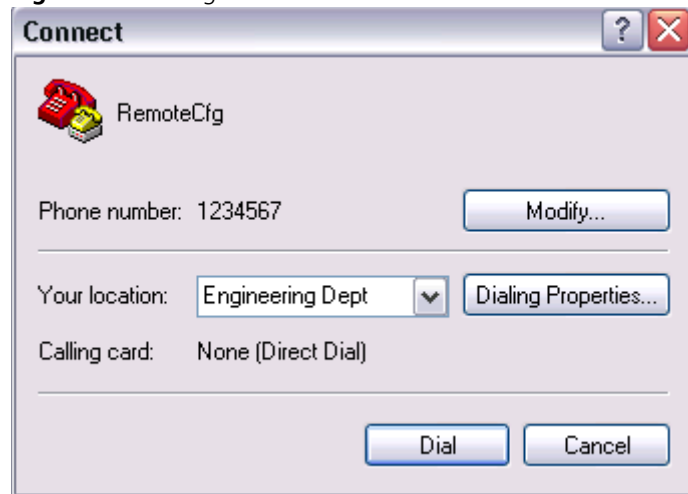 Connect
?
RemoteCfg
Phone number: 1234567 Modify...
Your location: Engineering Dept Dialing Properties...
Calling card: None (Direct Dial)
Dial Cancel